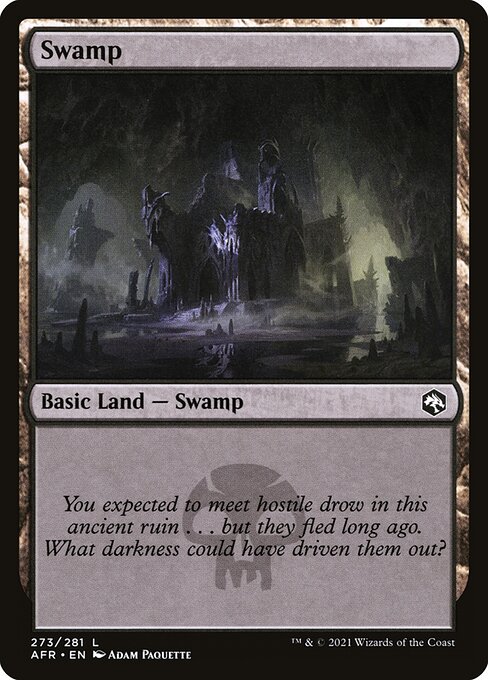 Swamp
Basic Land — Swamp
You expected to meet hostile drow in this
ancient ruin . . . but they fled long ago.
What darkness could have driven them out?
273/281 L
™ & © 2021 Wizards of the Coast
AFR • EN Adam Paquette